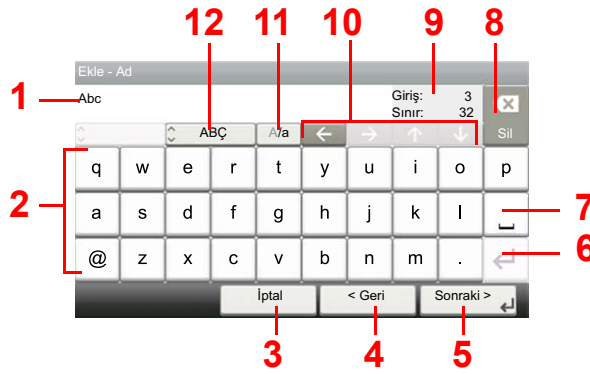 12 11 10 9 8
Ekle - Ad
1 Abc Giriş: 3
Sınır: 32
ABÇ A/a Sil
2 q w e r t y u i o p
a s d f g h j k l 7
@ z x c v b n m . 6
İptal < Geri Sonraki >
3 4 5